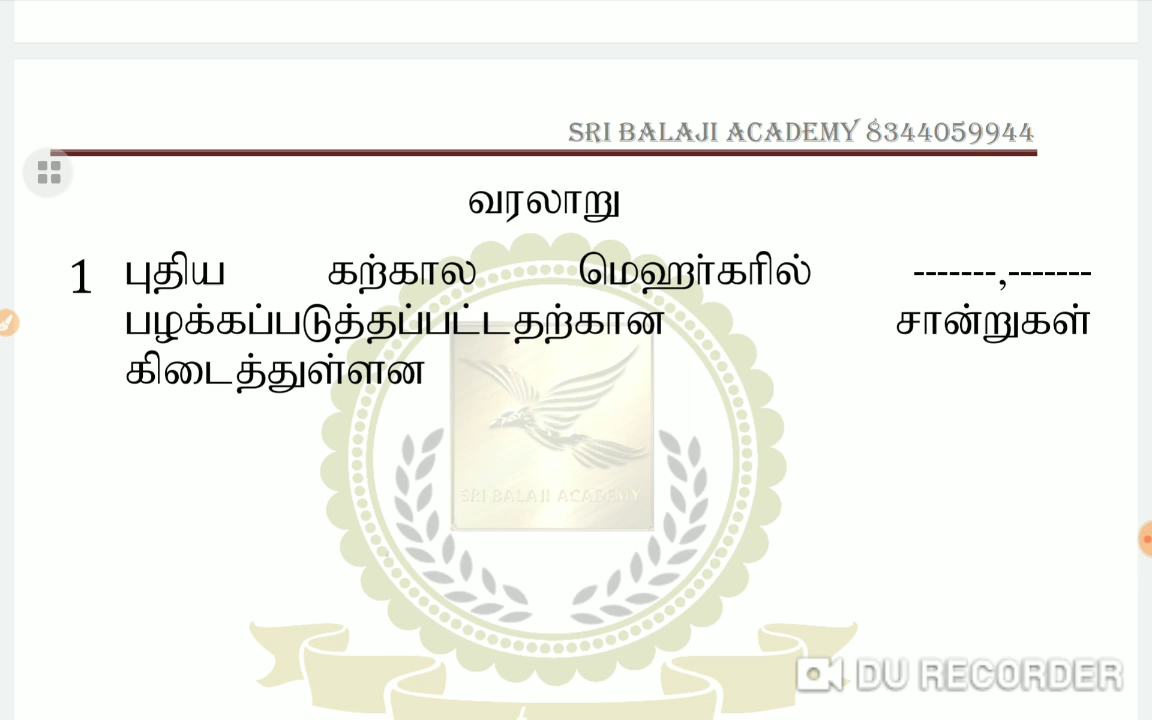 SRI BALAJI ACADEMY 8344059944
வரலாறு
1 புதிய கற்கால மெஹர்கரில் -------,-------
பழக்கப்படுத்தப்பட்டதற்கான சான்றுகள்
கிடைத்துள்ளன
SRI BALAJI ACADEMY
DU RECORDER